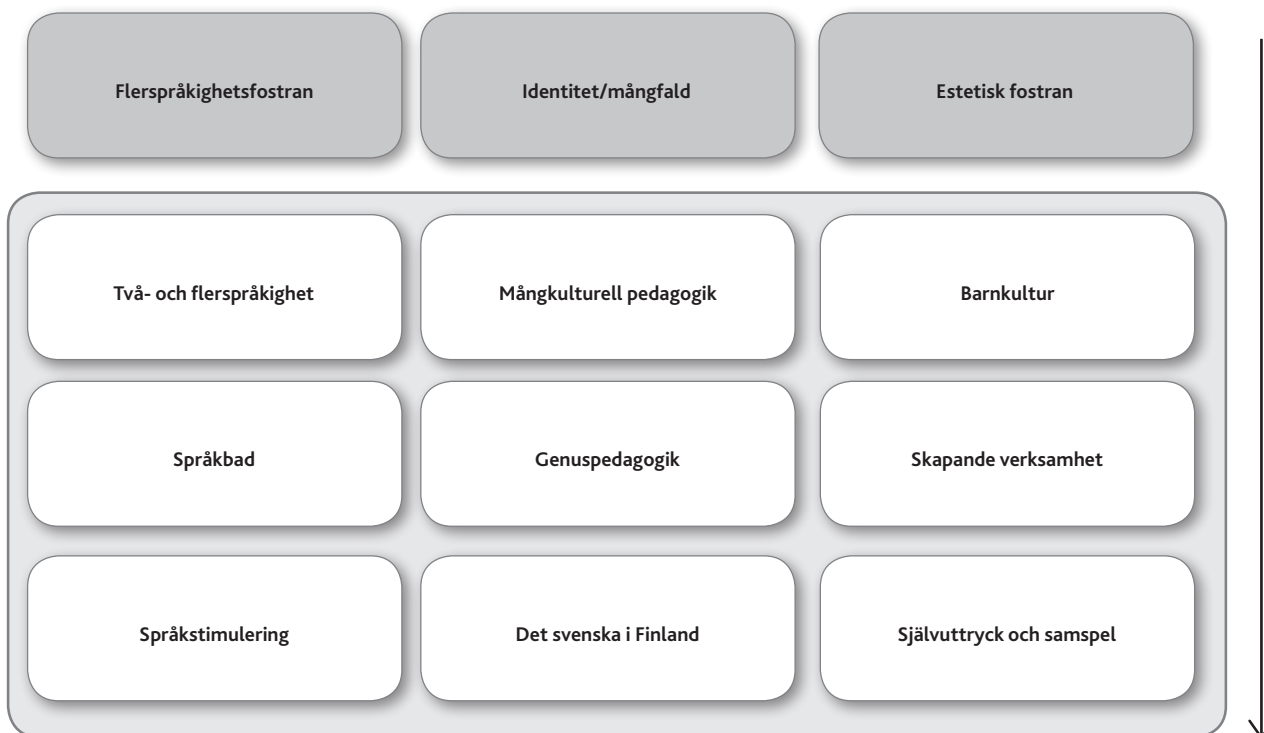 Flerspråkighetsfostran
Identitet/mångfald
Estetisk fostran
Två- och flerspråkighet
Mångkulturell pedagogik
Barnkultur
Språkbad
Genuspedagogik
Skapande verksamhet
Språkstimulering
Det svenska i Finland
Självuttryck och samspel